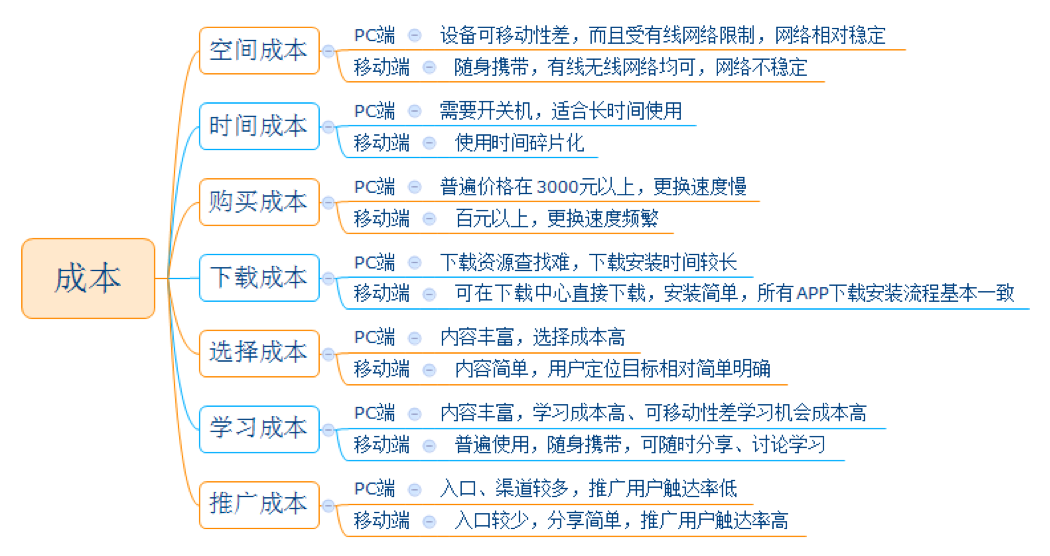 成本
空间成本
PC端 设备可移动性差，而且受有线网络限制，网络相对稳定
移动端 随身携带，有线无线网络均可，网络不稳定
时间成本
PC端 需要开关机，适合长时间使用
移动端 使用时间碎片化
购买成本
PC端 普遍价格在3000元以上，更换速度慢
移动端 百元以上，更换速度频繁
下载成本
PC端 下载资源查找难，下载安装时间较长
移动端 可在下载中心直接下载，安装简单，所有APP下载安装流程基本一致
选择成本
PC端 内容丰富，选择成本高
移动端 内容简单，用户定位目标相对简单明确
学习成本
PC端 内容丰富，学习成本高、可移动性差学习机会成本高
移动端 普遍使用，随身携带，可随时分享、讨论学习
推广成本
PC端 入口、渠道较多，推广用户触达率低
移动端 入口较少，分享简单，推广用户触达率高